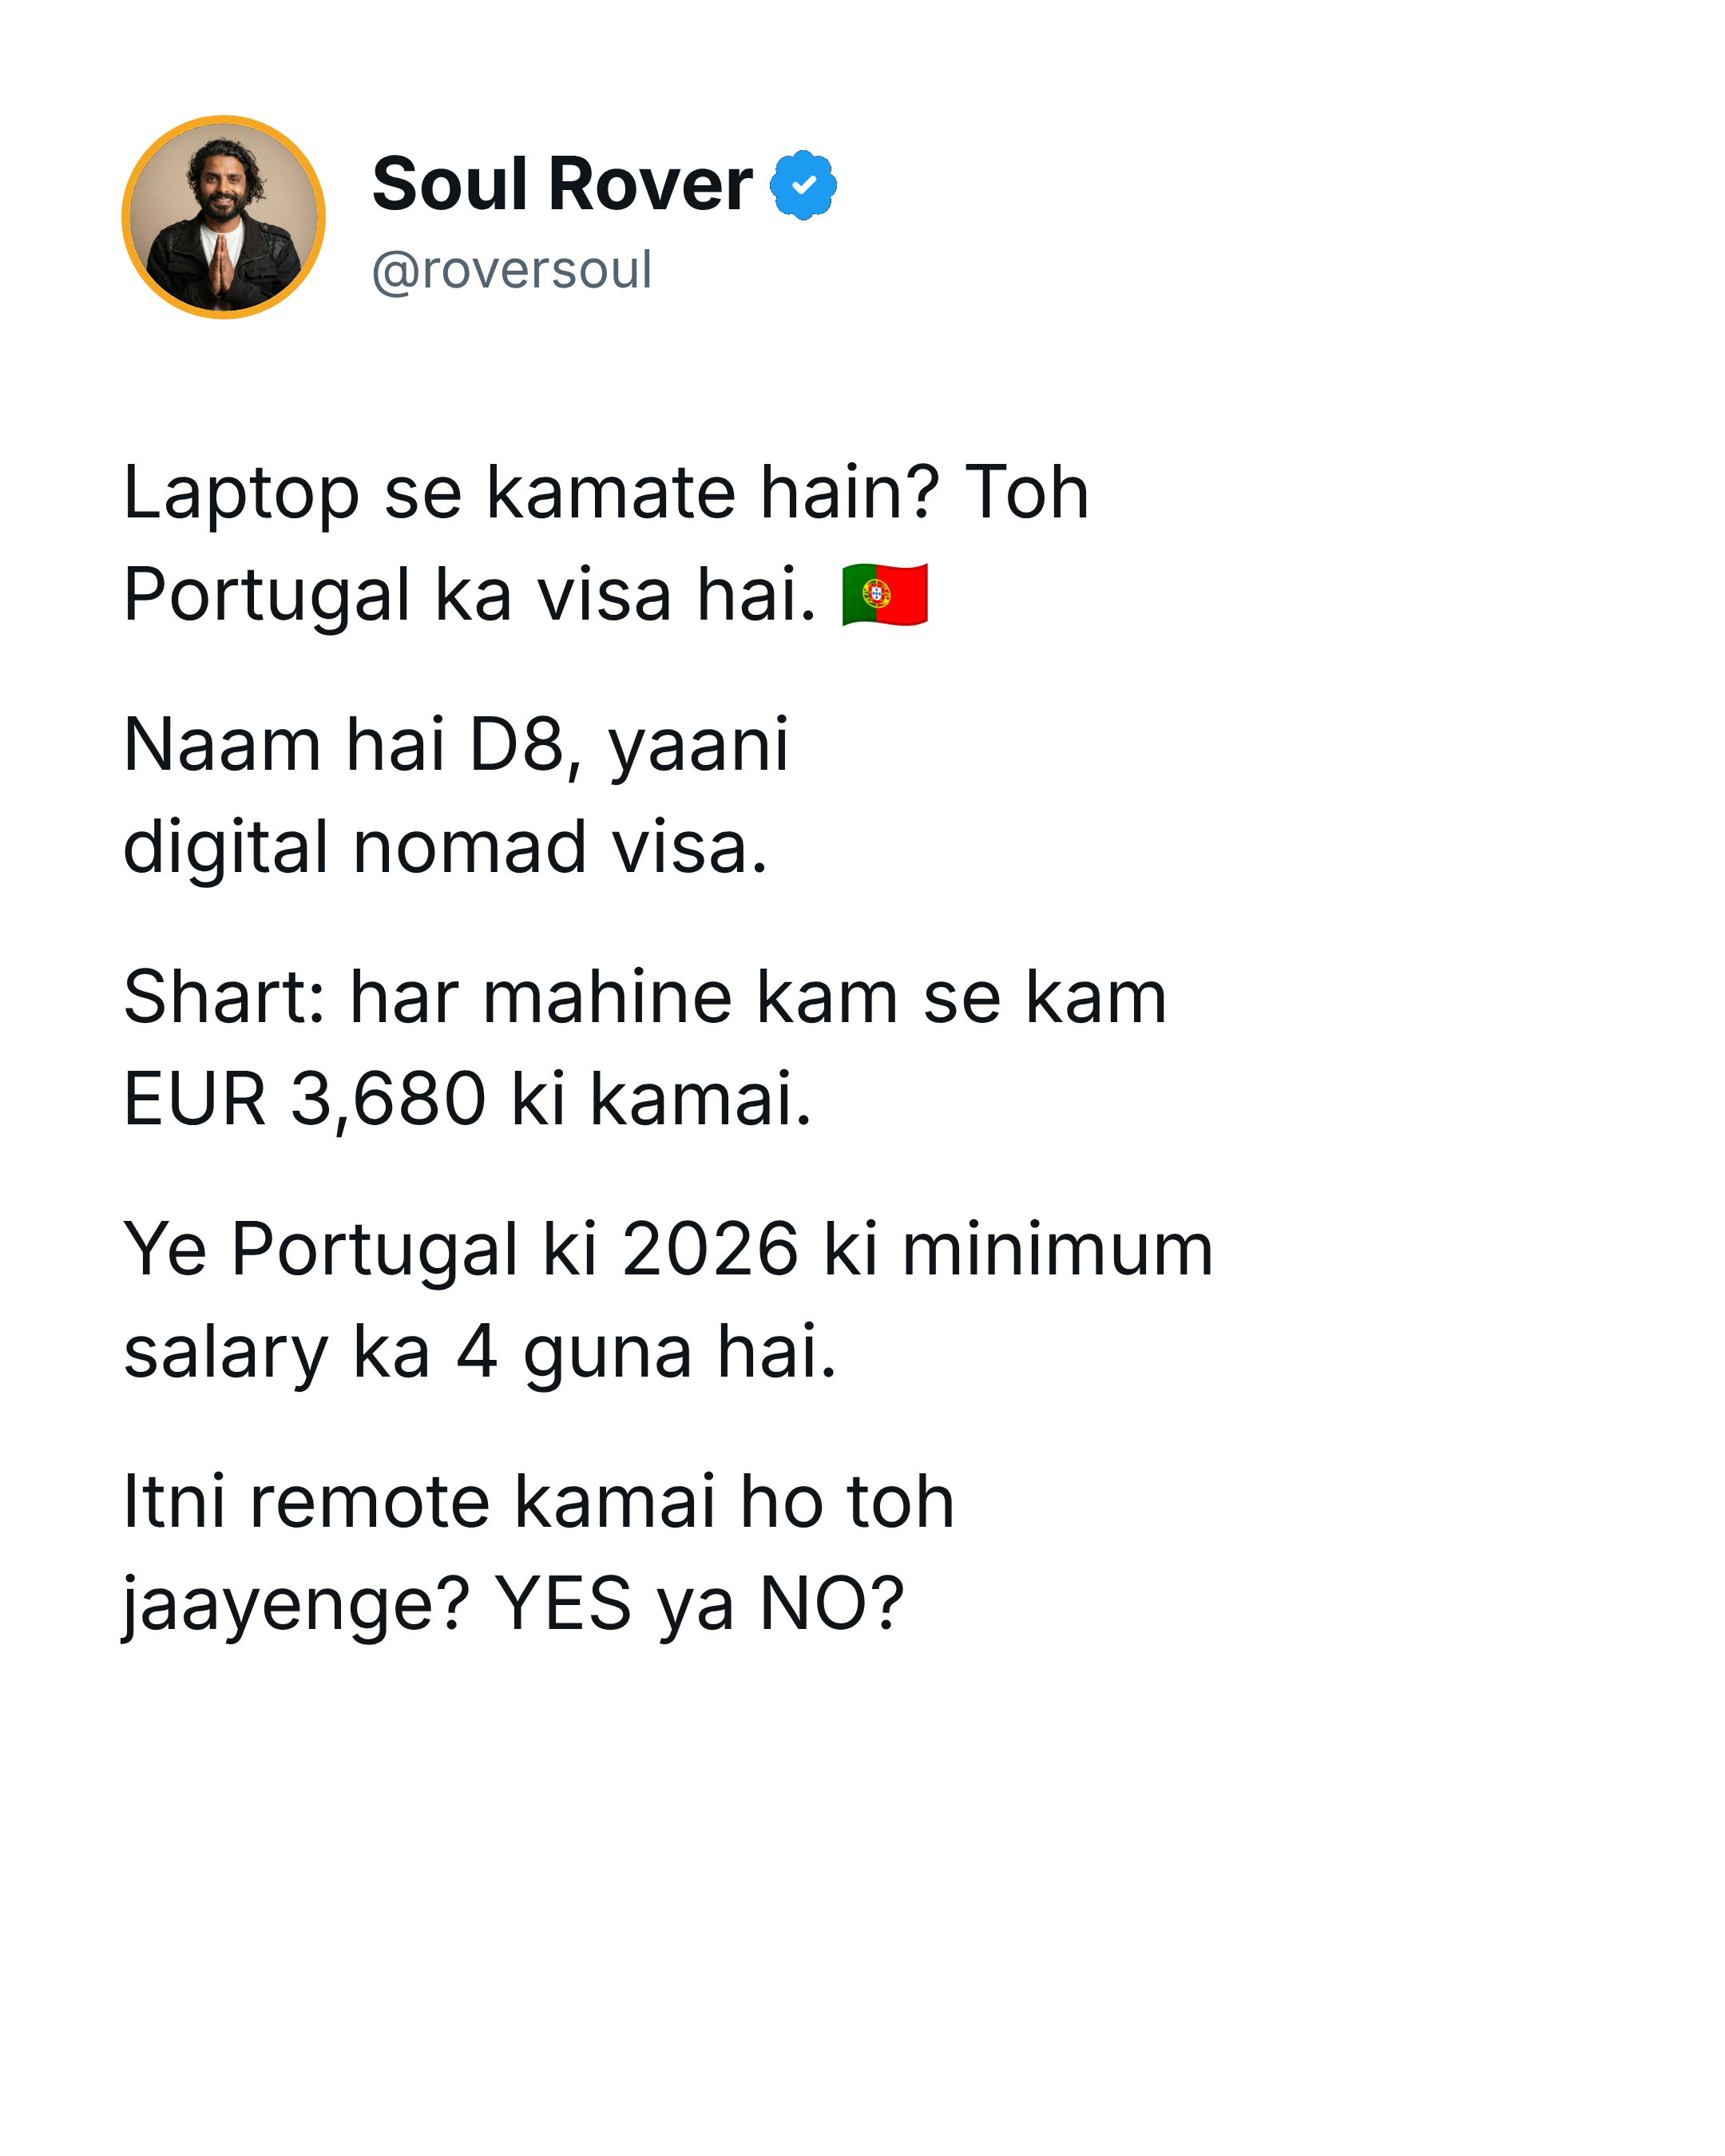 Soul Rover
@roversoul
Laptop se kamate hain? Toh
Portugal ka visa hai. 🇵🇹
Naam hai D8, yaani
digital nomad visa.
Shart: har mahine kam se kam
EUR 3,680 ki kamai.
Ye Portugal ki 2026 ki minimum
salary ka 4 guna hai.
Itni remote kamai ho toh
jaayenge? YES ya NO?